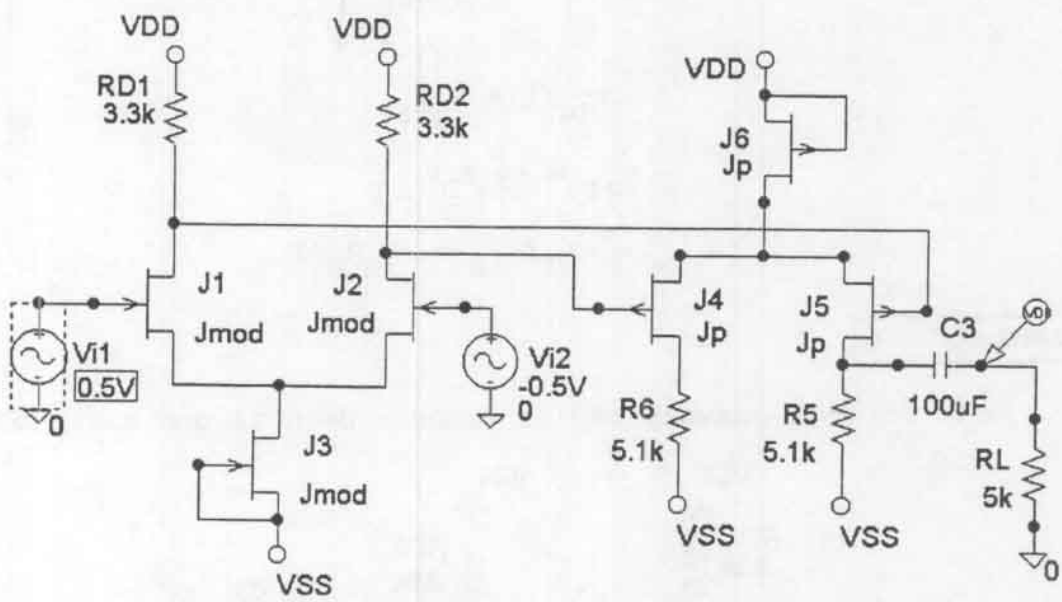 VDD
VDD
VDD
RD1
3.3k
RD2
3.3k
J6
Jp
J1
Jmod
J2
Jmod
J4
Jp
J5
Jp
C3
100uF
Vi1
0.5V
0
Vi2
-0.5V
0
J3
Jmod
R6
5.1k
R5
5.1k
RL
5k
VSS
VSS
VSS
0